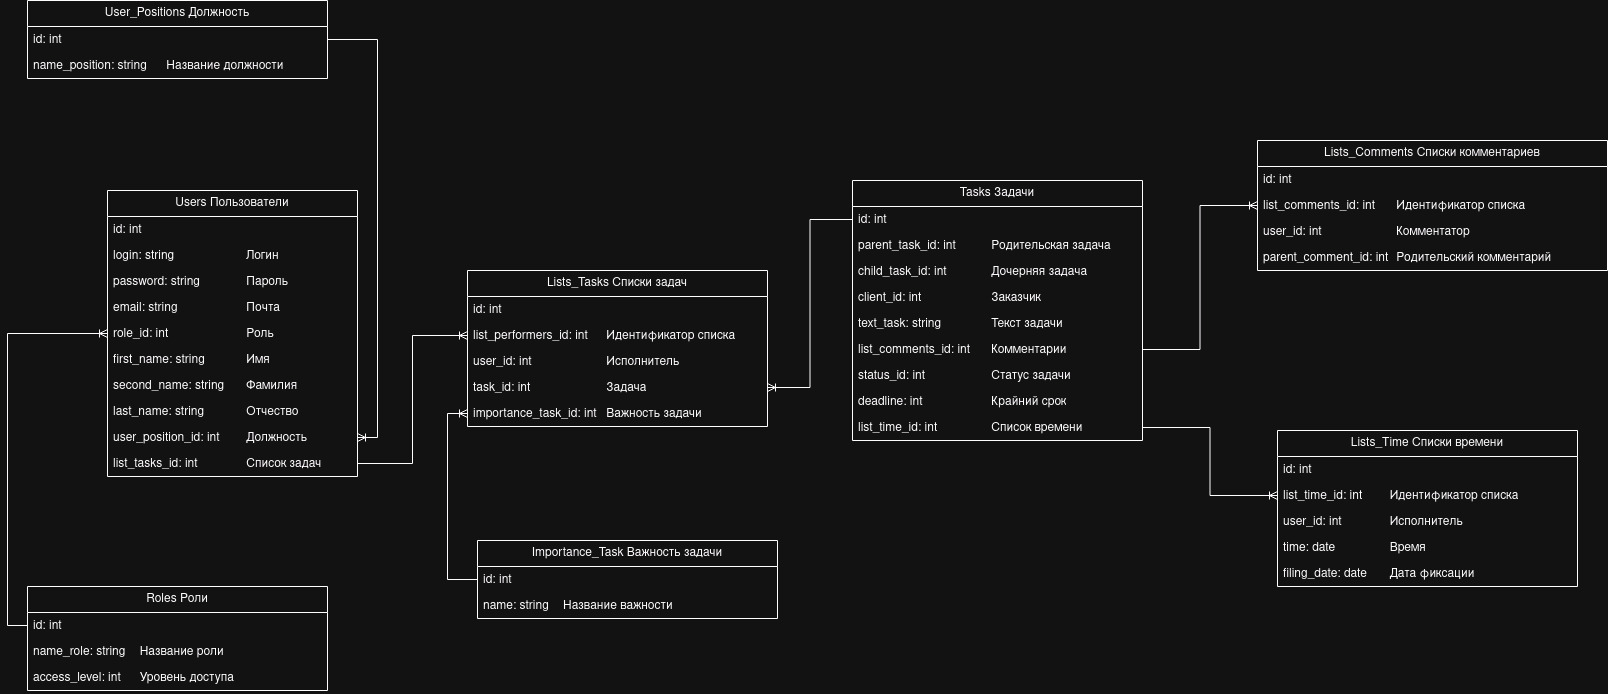 User_Positions Должность
id: int
name_position: string Название должности
Users Пользователи
id: int
login: string Логин
password: string Пароль
email: string Почта
role_id: int Роль
first_name: string Имя
second_name: string Фамилия
last_name: string Отчество
user_position_id: int Должность
list_tasks_id: int Список задач
Roles Роли
id: int
name_role: string Название роли
access_level: int Уровень доступа
Lists_Tasks Списки задач
id: int
list_performers_id: int Идентификатор списка
user_id: int Исполнитель
task_id: int Задача
importance_task_id: int Важность задачи
Importance_Task Важность задачи
id: int
name: string Название важности
Tasks Задачи
id: int
parent_task_id: int Родительская задача
child_task_id: int Дочерняя задача
client_id: int Заказчик
text_task: string Текст задачи
list_comments_id: int Комментарии
status_id: int Статус задачи
deadline: int Крайний срок
list_time_id: int Список времени
Lists_Comments Списки комментариев
id: int
list_comments_id: int Идентификатор списка
user_id: int Комментатор
parent_comment_id: int Родительский комментарий
Lists_Time Списки времени
id: int
list_time_id: int Идентификатор списка
user_id: int Исполнитель
time: date Время
filing_date: date Дата фиксации